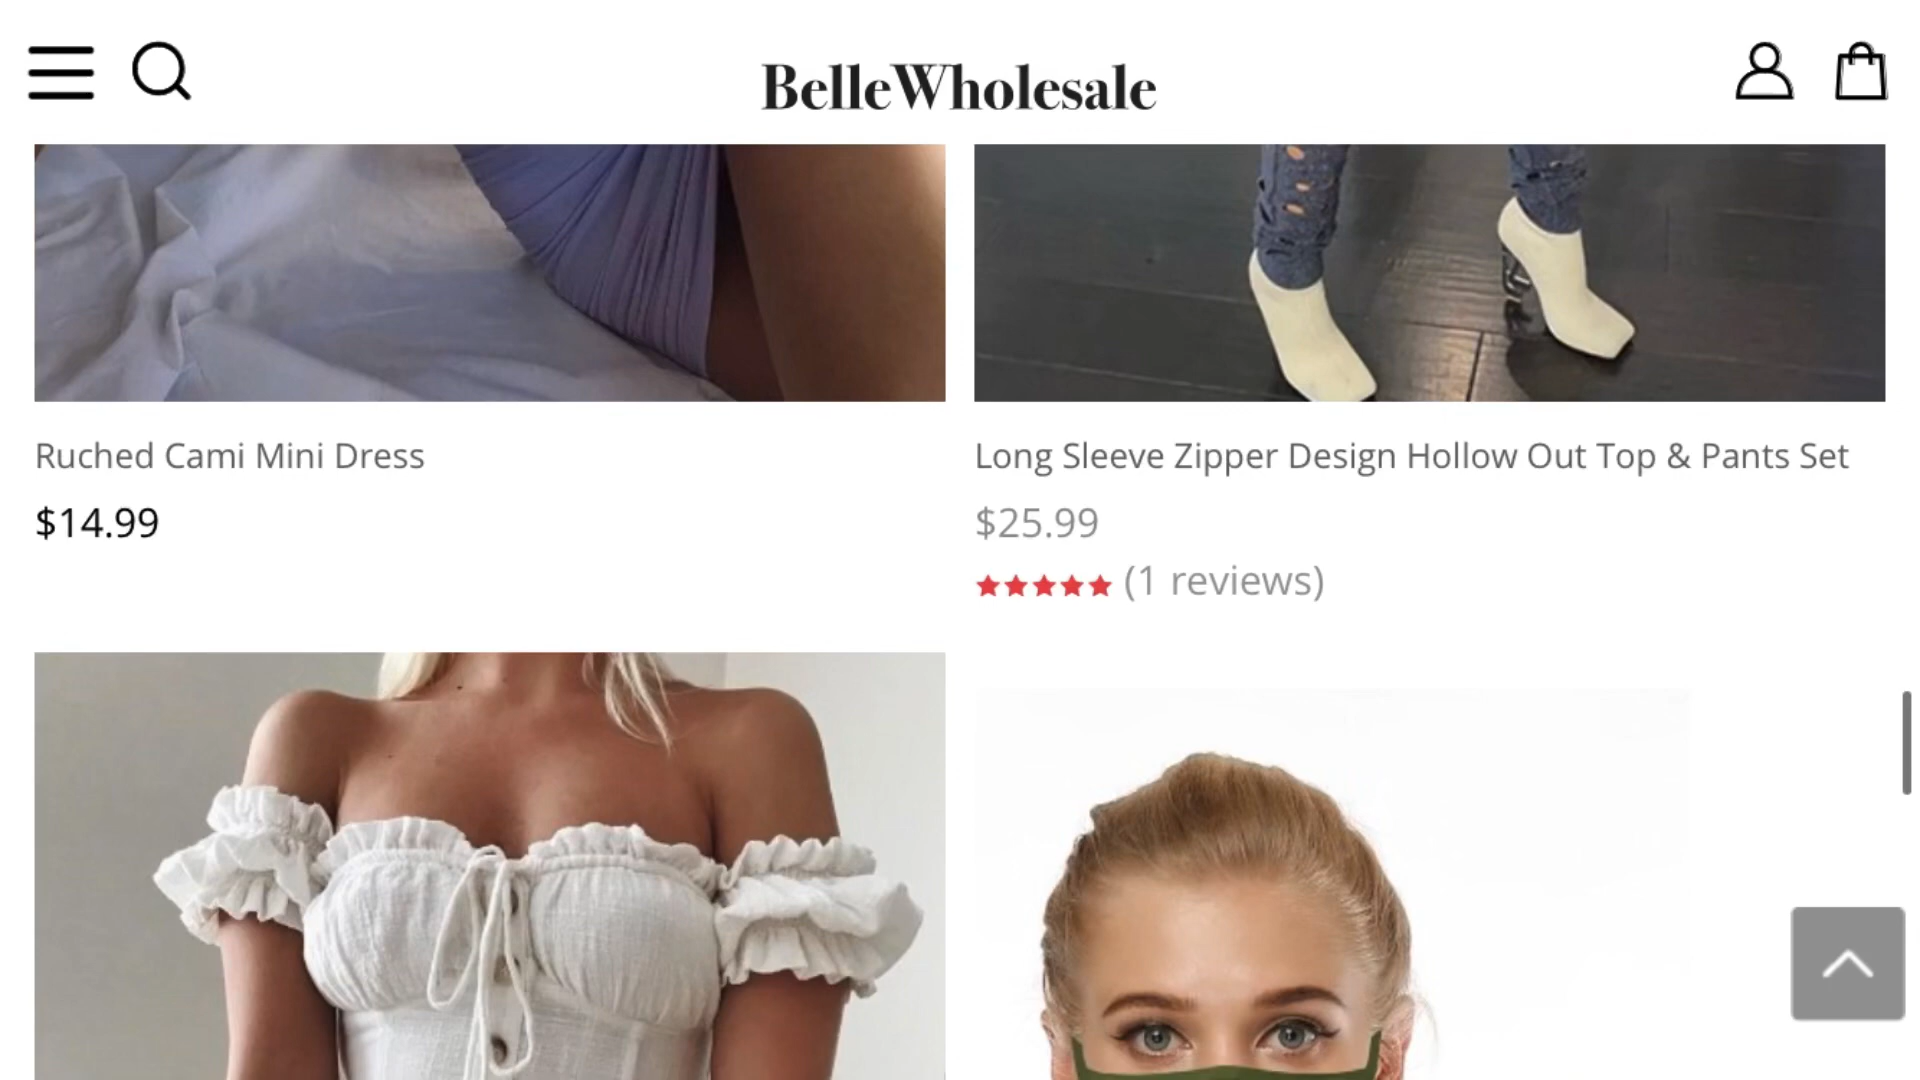 BelleWholesale
Ruched Cami Mini Dress
$14.99
Long Sleeve Zipper Design Hollow Out Top & Pants Set
$25.99
(1 reviews)